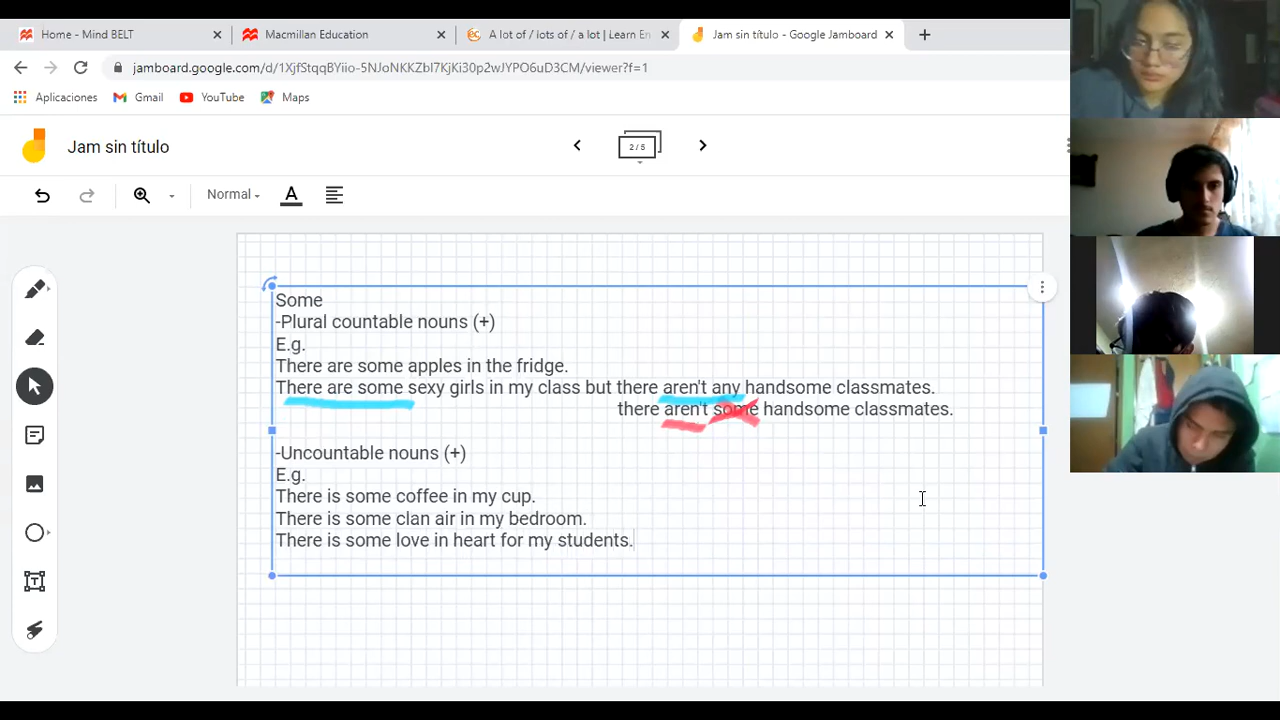 Home - Mind BELT
Macmillan Education
A lot of / lots of / a lot | Learn En
Jam sin título - Google Jamboard
jamboard.google.com/d/1XjfStqqBYiio-5NJoNKKZbI7KjKi30p2wJYPO6uD3CM/viewer?f=1
Aplicaciones
Gmail
YouTube
Maps
Jam sin título
2 / 5
Normal
Some
-Plural countable nouns (+)
E.g.
There are some apples in the fridge.
There are some sexy girls in my class but there aren't any handsome classmates.
there aren't some handsome classmates.
-Uncountable nouns (+)
E.g.
There is some coffee in my cup.
There is some clan air in my bedroom.
There is some love in heart for my students.